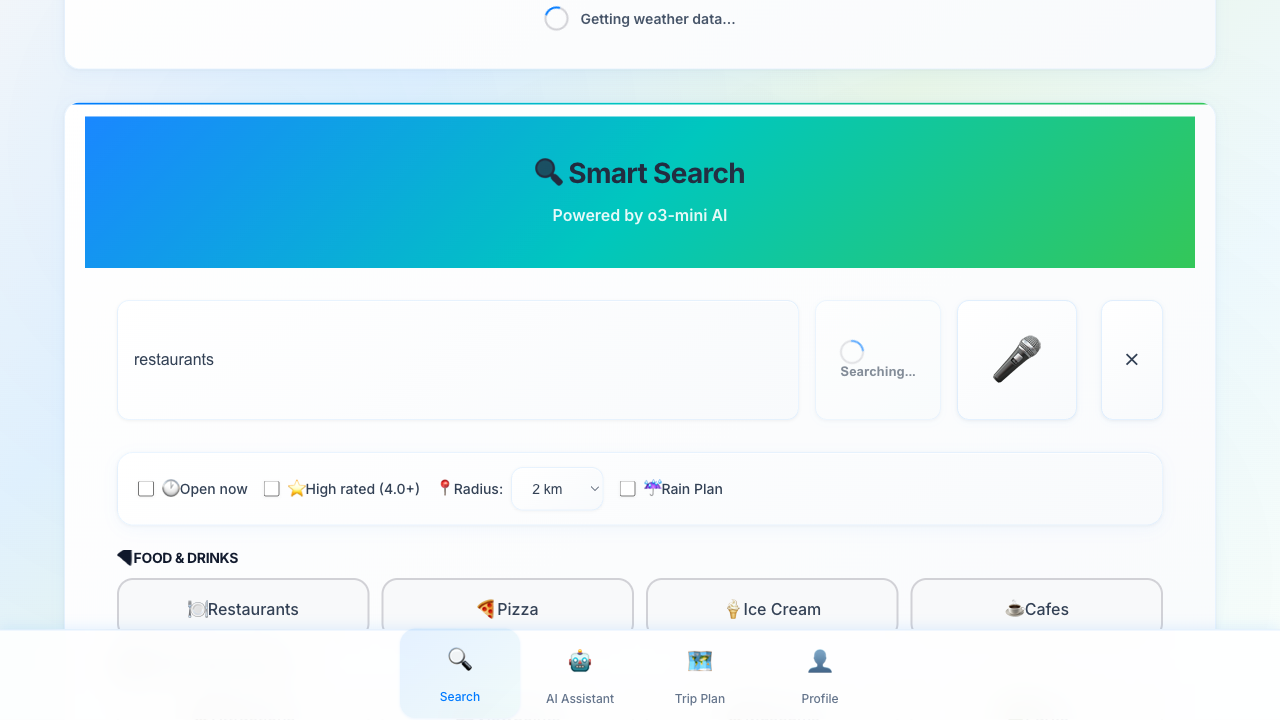 Getting weather data...
🔍 Smart Search
Powered by o3-mini AI
restaurants
Searching...
🎤
×
🕐Open now ⭐High rated (4.0+) 📍Radius: 2 km ☔Rain Plan
FOOD & DRINKS
🍽️Restaurants 🍕Pizza 🍦Ice Cream ☕Cafes
🔍 🤖 🗺️ 👤
Search AI Assistant Trip Plan Profile